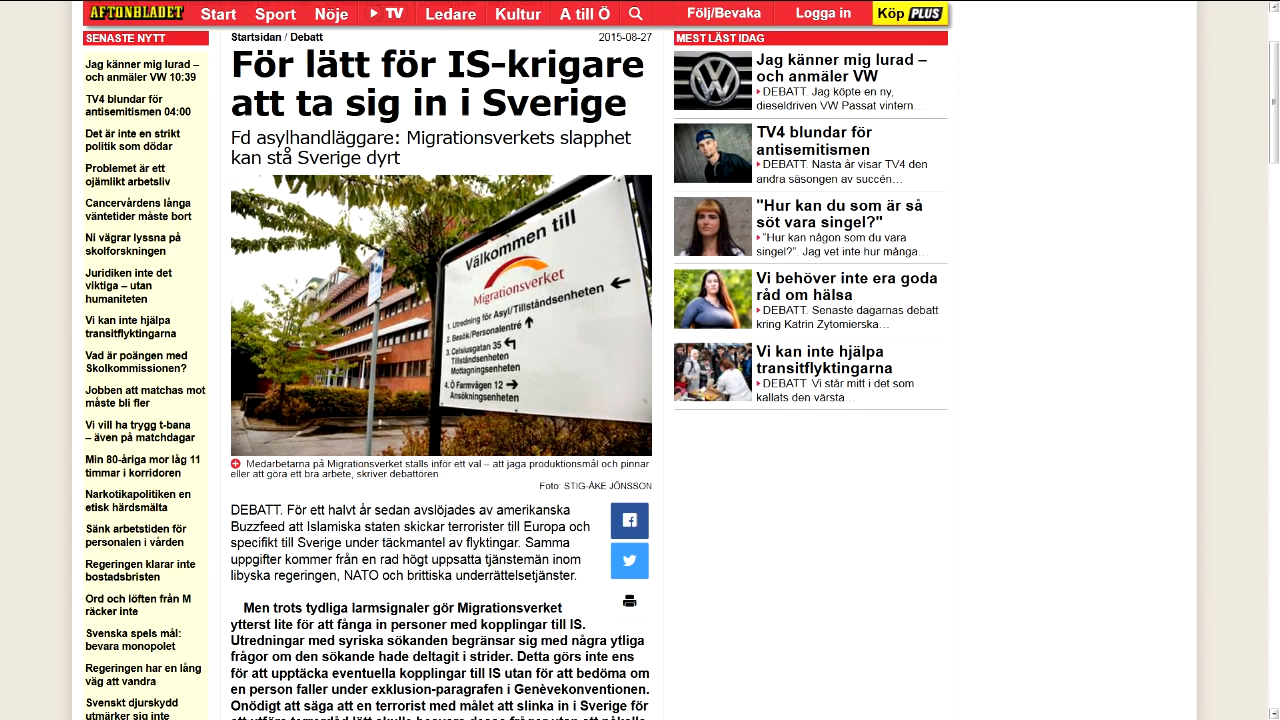 AFTONBLADET Start Sport Nöje TV Ledare Kultur A till Ö Följ/Bevaka Logga in Köp PLUS
SENASTE NYTT
Jag känner mig lurad –
och anmäler VW 10:39
TV4 blundar för
antisemitismen 04:00
Det är inte en strikt
politik som dödar
Problemet är ett
ojämlikt arbetsliv
Cancervårdens långa
väntetider måste bort
Ni vägrar lyssna på
skolforskningen
Juridiken inte det
viktiga – utan
humaniteten
Vi kan inte hjälpa
transitflyktingarna
Vad är poängen med
Skolkommissionen?
Jobben att matchas mot
måste bli fler
Vi vill ha trygg t-bana
– även på matchdagar
Min 80-åriga mor låg 11
timmar i korridoren
Narkotikapolitiken en
etisk härdsmälta
Sänk arbetstiden för
personalen i vården
Regeringen klarar inte
bostadsbristen
Ord och löften från M
räcker inte
Svenska spels mål:
bevara monopolet
Regeringen har en lång
väg att vandra
Svenskt djurskydd
utmärker sig inte
Startsidan / Debatt 2015-08-27
För lätt för IS-krigare
att ta sig in i Sverige
Fd asylhandläggare: Migrationsverkets slapphet
kan stå Sverige dyrt
Välkommen till
Migrationsverket
1. Utredning för Asyl/Tillståndsenheten
2. Besök/Personalentré
3. Celsiusgatan 35
Tillståndsenheten
Mottagningsenheten
4. Ö Farmvägen 12
Ansökningsenheten
Medarbetarna på Migrationsverket ställs inför ett val – att jaga produktionsmål och pinnar
eller att göra ett bra arbete, skriver debattören.
Foto: STIG-ÅKE JÖNSSON
DEBATT. För ett halvt år sedan avslöjades av amerikanska
Buzzfeed att Islamiska staten skickar terrorister till Europa och
specifikt till Sverige under täckmantel av flyktingar. Samma
uppgifter kommer från en rad högt uppsatta tjänstemän inom
libyska regeringen, NATO och brittiska underrättelsetjänster.
Men trots tydliga larmsignaler gör Migrationsverket
ytterst lite för att fånga in personer med kopplingar till IS.
Utredningar med syriska sökanden begränsar sig med några ytliga
frågor om den sökande hade deltagit i strider. Detta görs inte ens
för att upptäcka eventuella kopplingar till IS utan för att bedöma om
en person faller under exklusion-paragrafen i Genèvekonventionen.
Onödigt att säga att en terrorist med målet att slinka in i Sverige för
MEST LÄST IDAG
Jag känner mig lurad –
och anmäler VW
DEBATT. Jag köpte en ny,
dieseldriven VW Passat vintern…
TV4 blundar för
antisemitismen
DEBATT. Nästa år visar TV4 den
andra säsongen av succén…
"Hur kan du som är så
söt vara singel?"
"Hur kan någon som du vara
singel?". Jag vet inte hur många…
Vi behöver inte era goda
råd om hälsa
DEBATT. Senaste dagarnas debatt
kring Katrin Zytomierska…
Vi kan inte hjälpa
transitflyktingarna
DEBATT. Vi står mitt i det som
kallats den värsta…